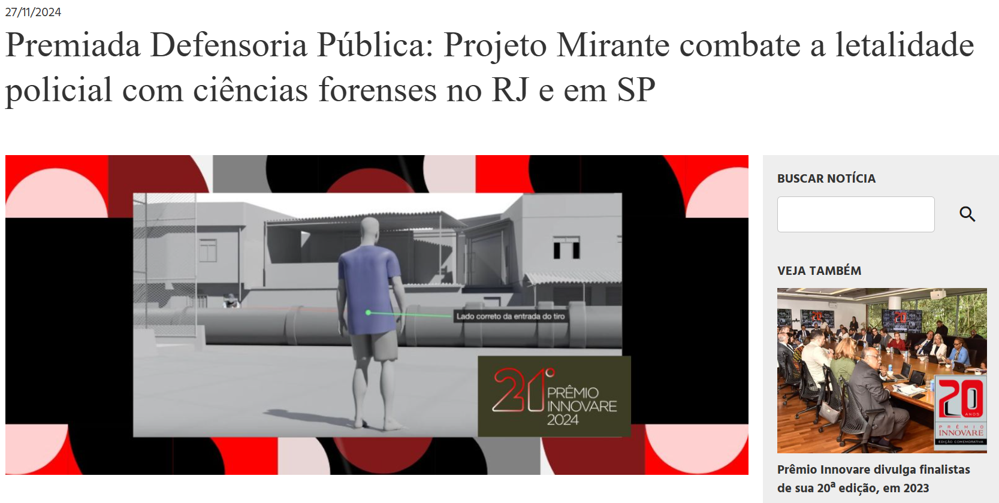 27/11/2024
Premiada Defensoria Pública: Projeto Mirante combate a letalidade
policial com ciências forenses no RJ e em SP
Lado correto da entrada do tiro
21º
PRÊMIO
INNOVARE
2024
BUSCAR NOTÍCIA
VEJA TAMBÉM
20
20
20
ANOS
PRÊMIO
INNOVARE
EDIÇÃO COMEMORATIVA
Prêmio Innovare divulga finalistas
de sua 20ª edição, em 2023